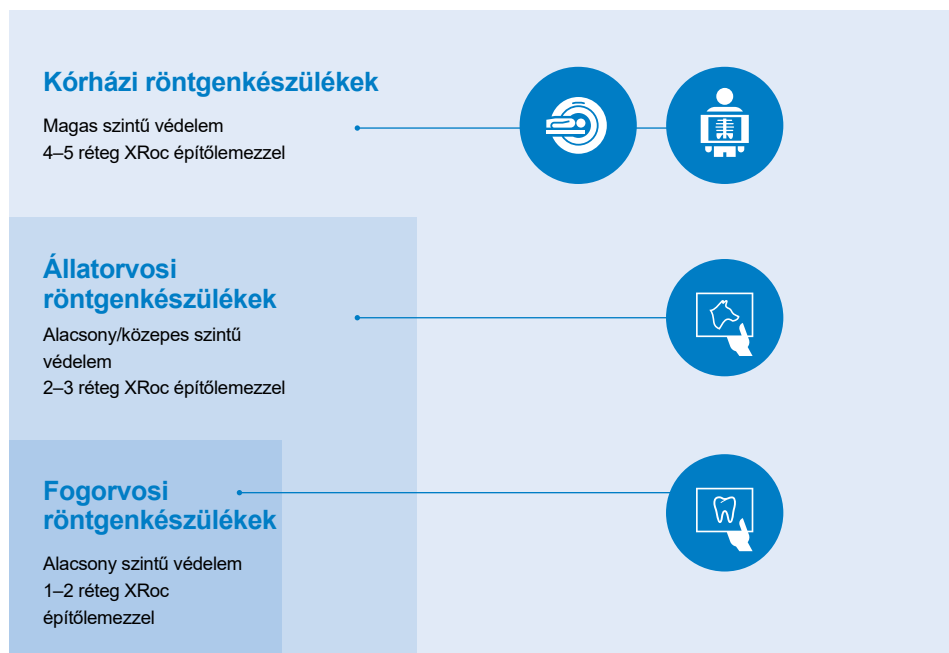 Kórházi röntgenkészülékek
Magas szintű védelem
4–5 réteg XRoc építőlemezzel
Állatorvosi
röntgenkészülékek
Alacsony/közepes szintű
védelem
2–3 réteg XRoc építőlemezzel
Fogorvosi
röntgenkészülékek
Alacsony szintű védelem
1–2 réteg XRoc
építőlemezzel